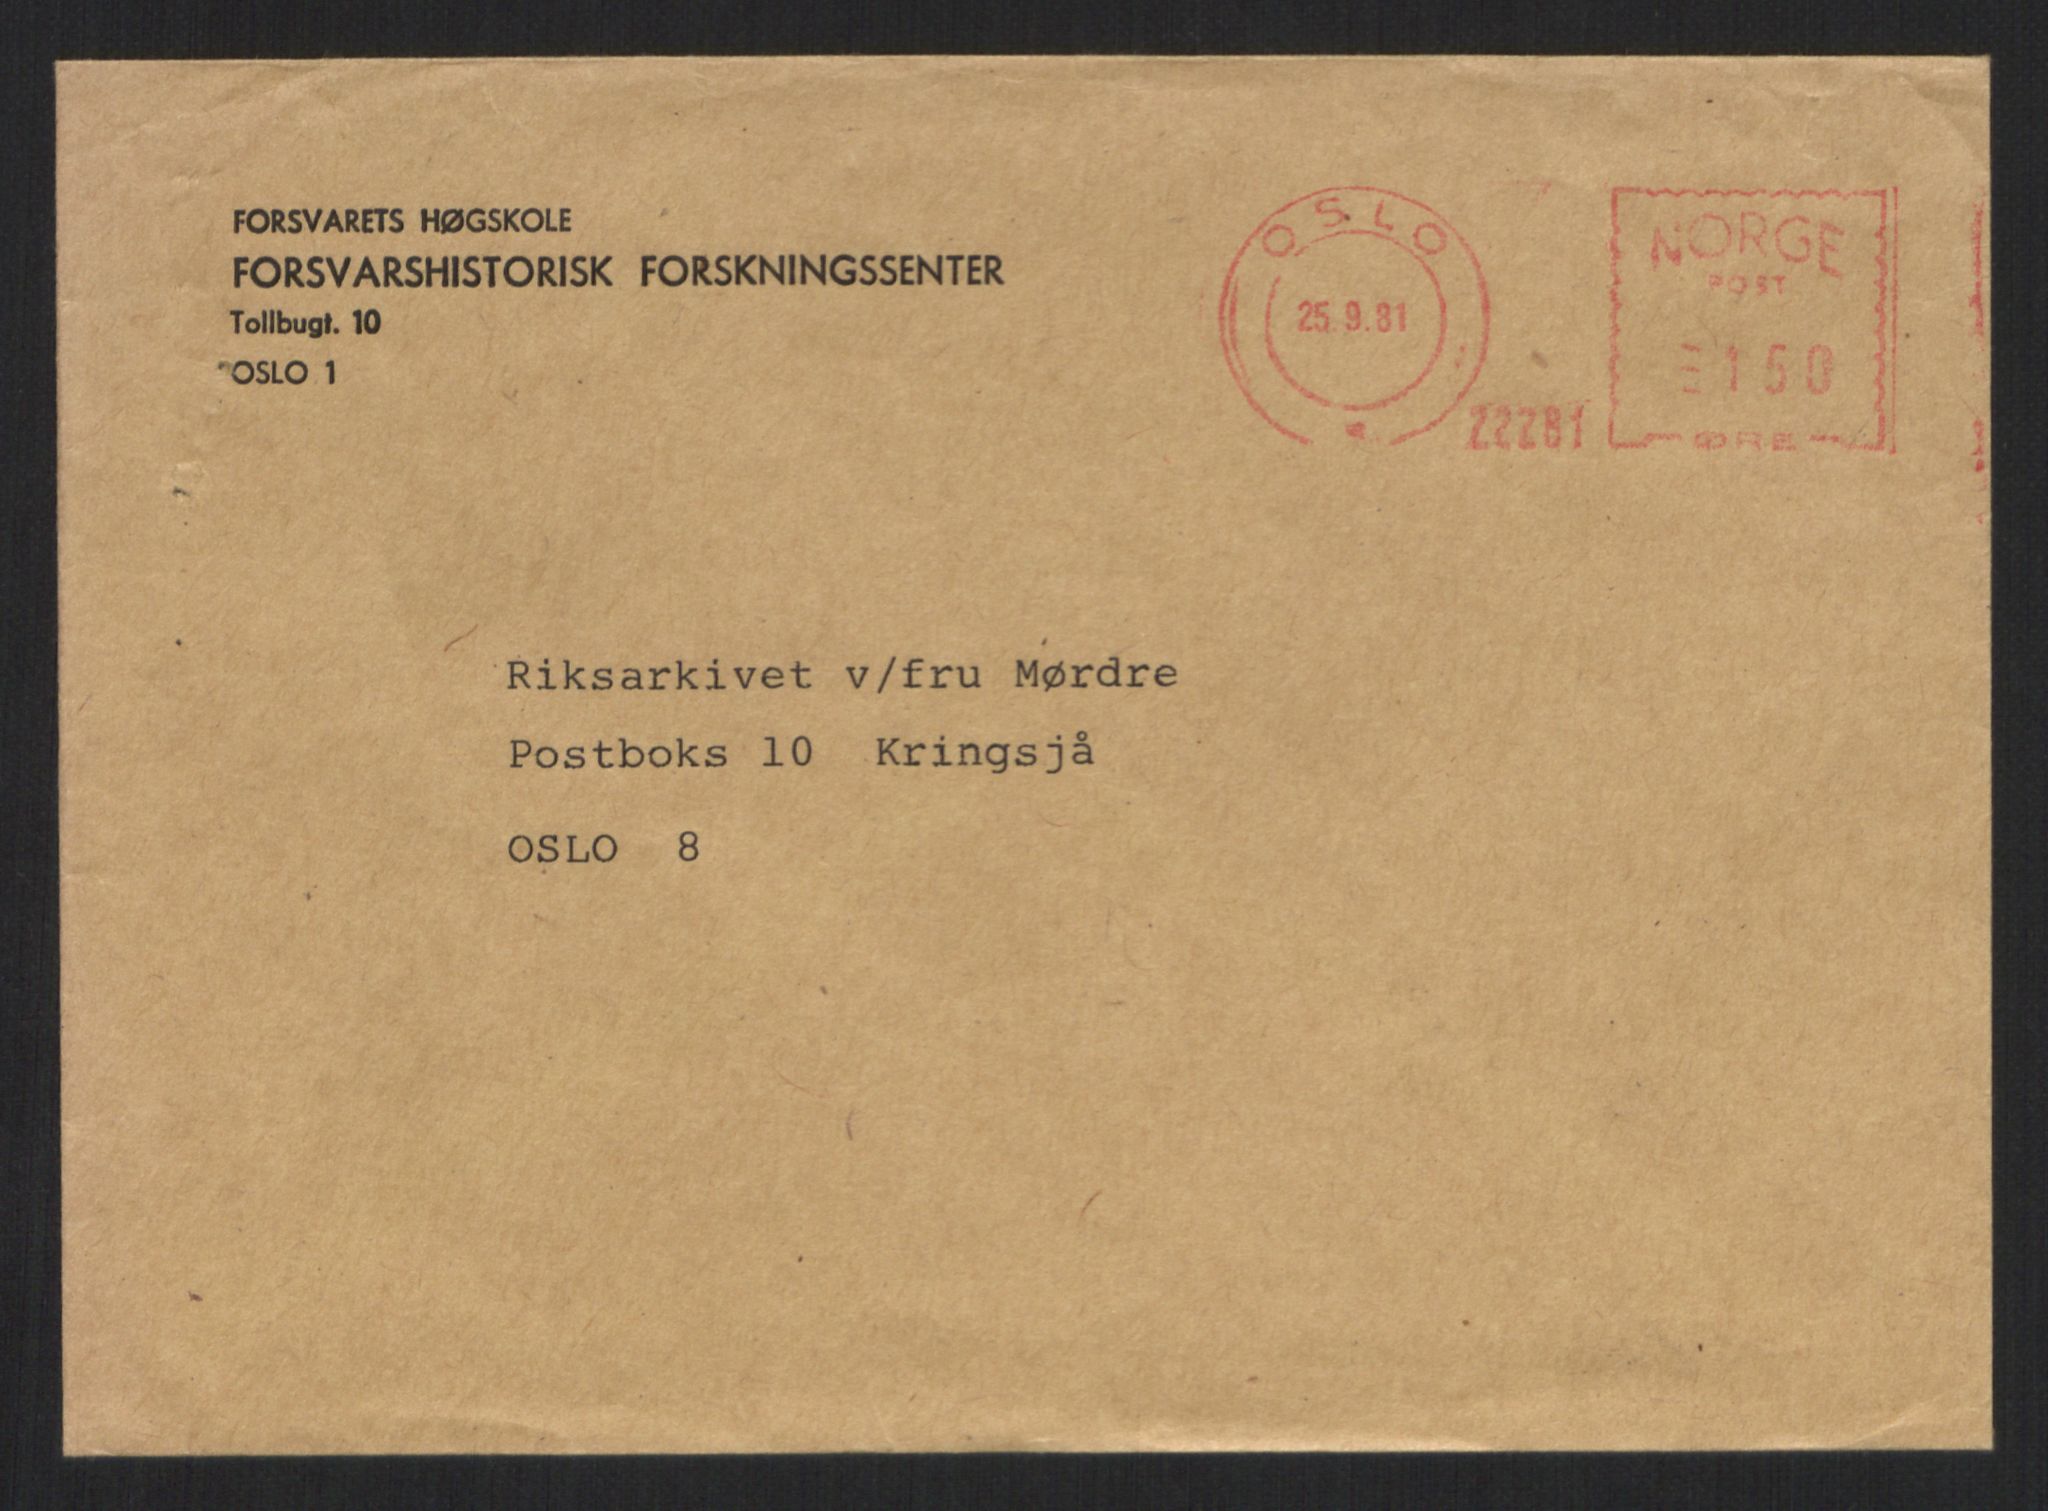 FORSVARETS HØGSKOLE
FORSVARSHISTORISK FORSKNINGSSENTER
Tollbugt. 10
OSLO 1
OSLO
25.9.81
22281
NORGE
POST
150
ØRE
Riksarkivet v/fru Mørdre
Postboks 10 Kringsjå
OSLO 8